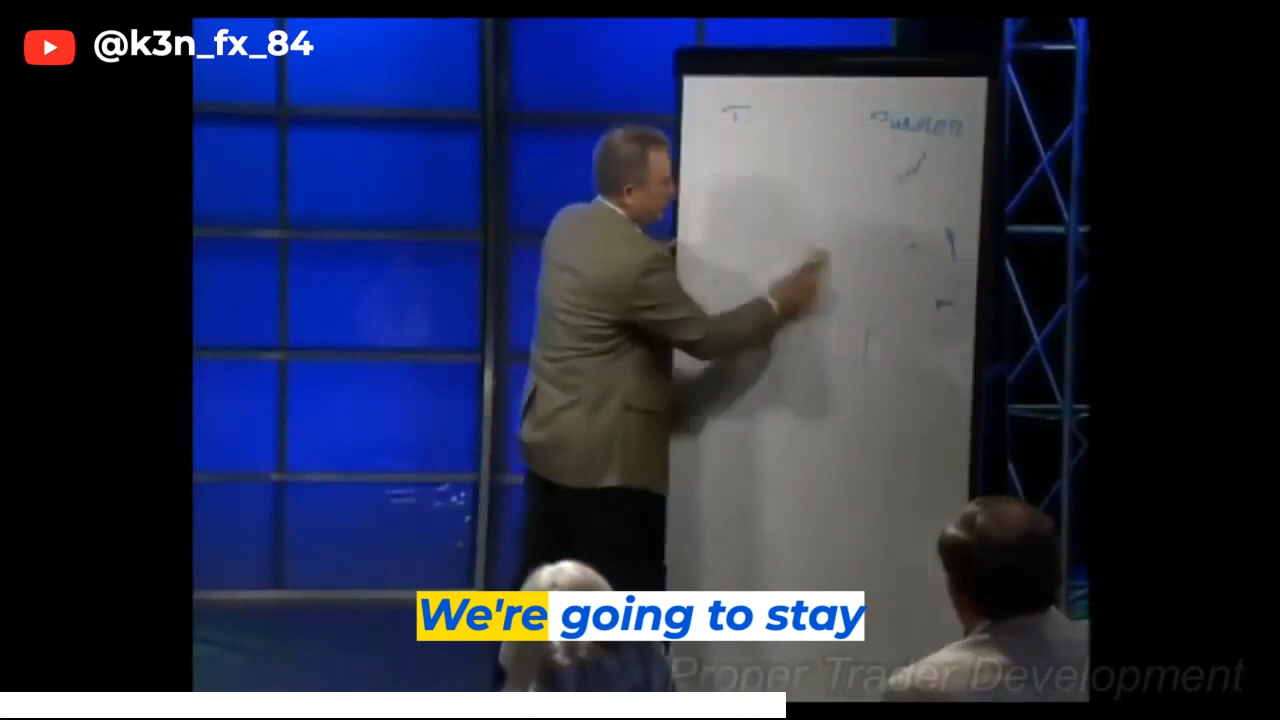 @k3n_fx_84
T
We're going to stay
Proper Trader Development